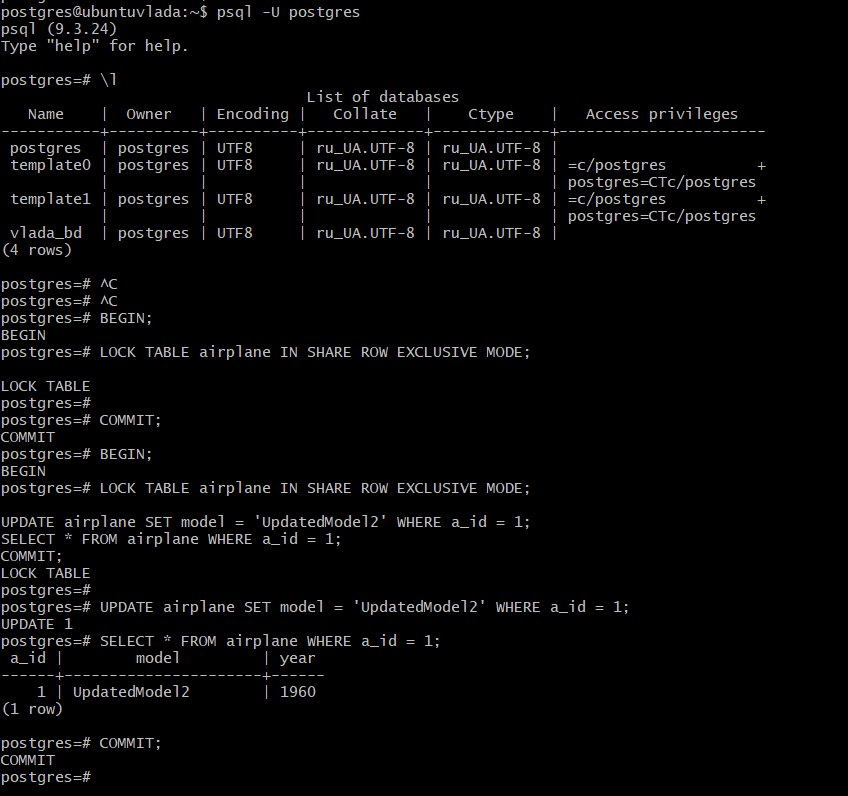 postgres@ubuntuvlada:~$ psql -U postgres
psql (9.3.24)
Type "help" for help.

postgres=# \l
                                  List of databases
   Name    |  Owner   | Encoding |   Collate   |    Ctype    |   Access privileges
-----------+----------+----------+-------------+-------------+-----------------------
 postgres  | postgres | UTF8     | ru_UA.UTF-8 | ru_UA.UTF-8 |
 template0 | postgres | UTF8     | ru_UA.UTF-8 | ru_UA.UTF-8 | =c/postgres          +
           |          |          |             |             | postgres=CTc/postgres
 template1 | postgres | UTF8     | ru_UA.UTF-8 | ru_UA.UTF-8 | =c/postgres          +
           |          |          |             |             | postgres=CTc/postgres
 vlada_bd  | postgres | UTF8     | ru_UA.UTF-8 | ru_UA.UTF-8 |
(4 rows)

postgres=# ^C
postgres=# ^C
postgres=# BEGIN;
BEGIN
postgres=# LOCK TABLE airplane IN SHARE ROW EXCLUSIVE MODE;

LOCK TABLE
postgres=#
postgres=# COMMIT;
COMMIT
postgres=# BEGIN;
BEGIN
postgres=# LOCK TABLE airplane IN SHARE ROW EXCLUSIVE MODE;

UPDATE airplane SET model = 'UpdatedModel2' WHERE a_id = 1;
SELECT * FROM airplane WHERE a_id = 1;
COMMIT;
LOCK TABLE
postgres=#
postgres=# UPDATE airplane SET model = 'UpdatedModel2' WHERE a_id = 1;
UPDATE 1
postgres=# SELECT * FROM airplane WHERE a_id = 1;
 a_id |        model         | year
------+----------------------+------
    1 | UpdatedModel2        | 1960
(1 row)

postgres=# COMMIT;
COMMIT
postgres=#